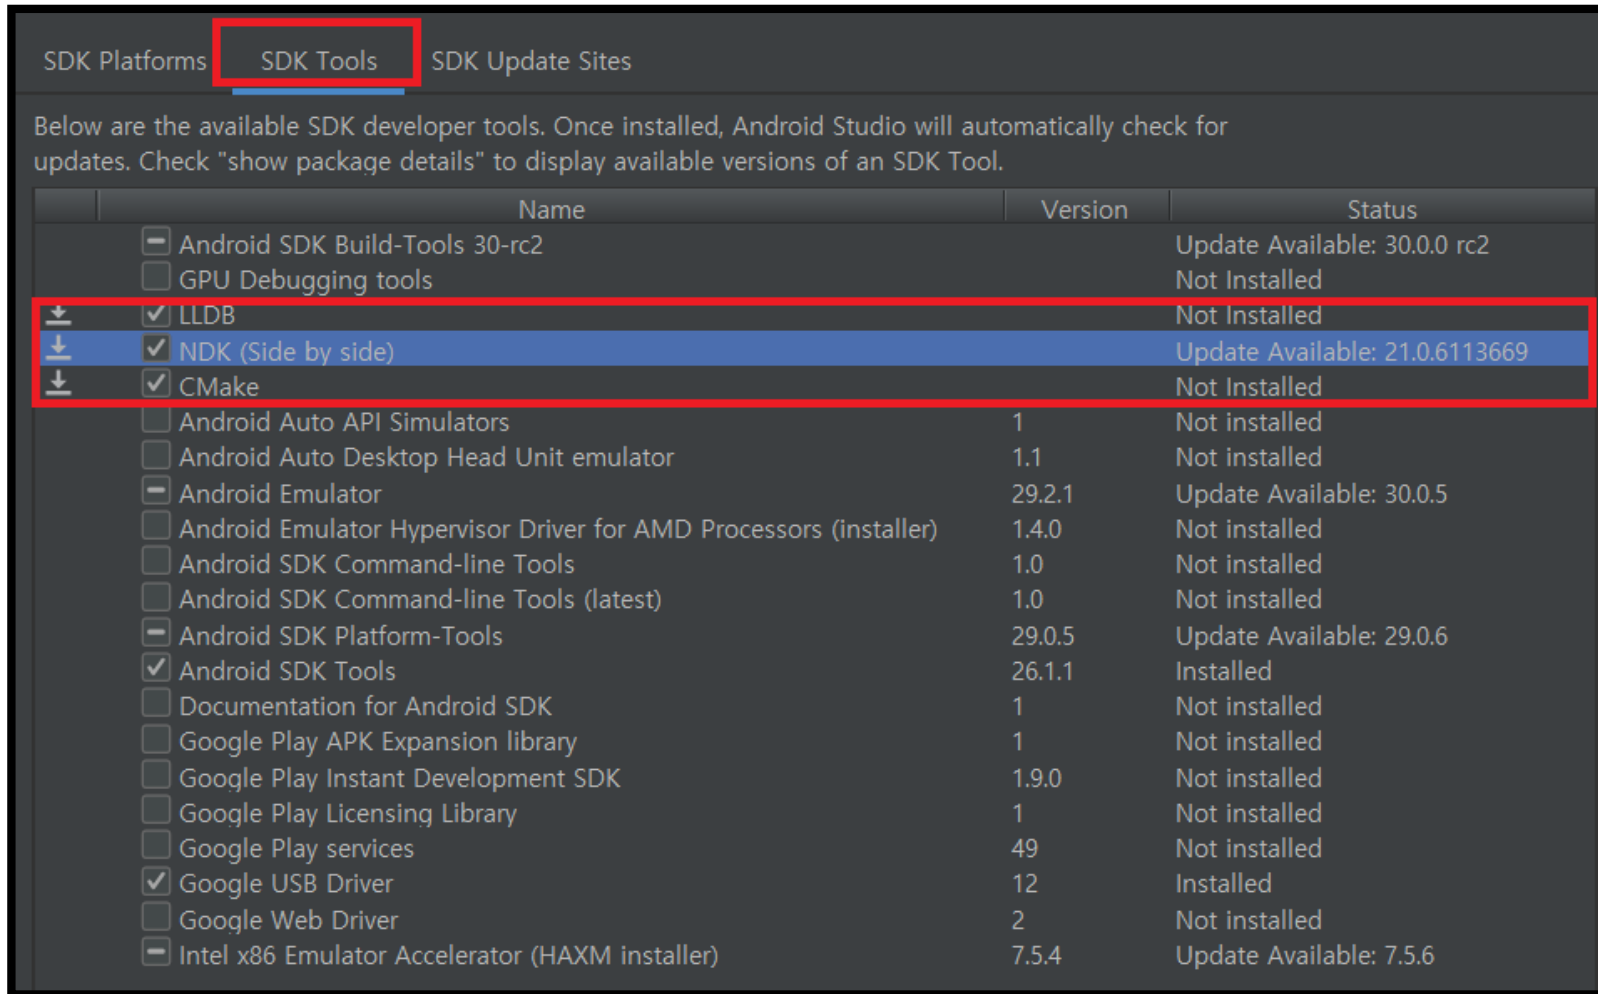 SDK Platforms SDK Tools SDK Update Sites
Below are the available SDK developer tools. Once installed, Android Studio will automatically check for
updates. Check "show package details" to display available versions of an SDK Tool.
Name Version Status
Android SDK Build-Tools 30-rc2 Update Available: 30.0.0 rc2
GPU Debugging tools Not Installed
LLDB Not Installed
NDK (Side by side) Update Available: 21.0.6113669
CMake Not Installed
Android Auto API Simulators 1 Not installed
Android Auto Desktop Head Unit emulator 1.1 Not installed
Android Emulator 29.2.1 Update Available: 30.0.5
Android Emulator Hypervisor Driver for AMD Processors (installer) 1.4.0 Not installed
Android SDK Command-line Tools 1.0 Not installed
Android SDK Command-line Tools (latest) 1.0 Not installed
Android SDK Platform-Tools 29.0.5 Update Available: 29.0.6
Android SDK Tools 26.1.1 Installed
Documentation for Android SDK 1 Not installed
Google Play APK Expansion library 1 Not installed
Google Play Instant Development SDK 1.9.0 Not installed
Google Play Licensing Library 1 Not installed
Google Play services 49 Not installed
Google USB Driver 12 Installed
Google Web Driver 2 Not installed
Intel x86 Emulator Accelerator (HAXM installer) 7.5.4 Update Available: 7.5.6